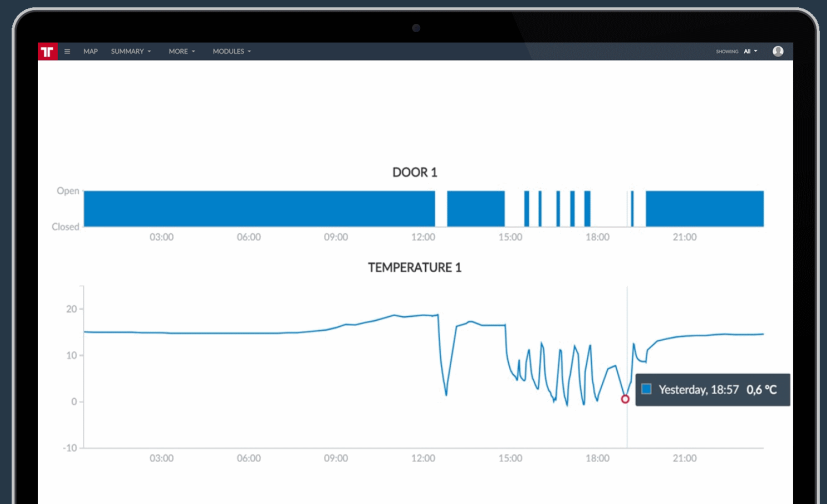 MAP SUMMARY MORE MODULES SHOWING All
DOOR 1
Open
Closed
03:00 06:00 09:00 12:00 15:00 18:00 21:00
TEMPERATURE 1
20
10
0
-10
Yesterday, 18:57 0,6 °C
03:00 06:00 09:00 12:00 15:00 18:00 21:00